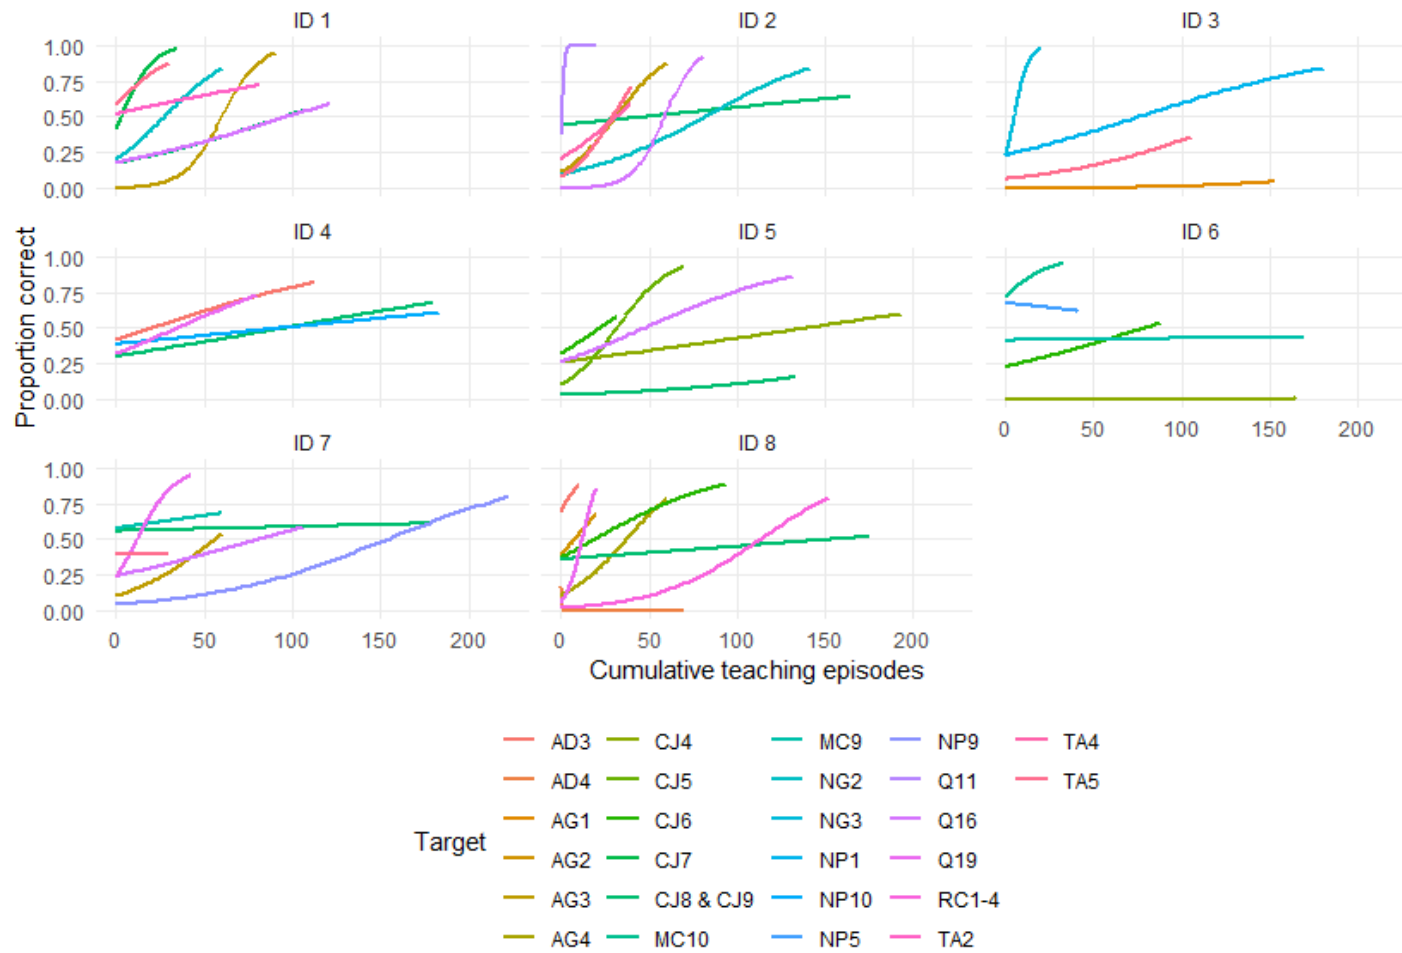 ID 1 ID 2 ID 3
1.00
0.75
0.50
0.25
0.00
ID 4 ID 5 ID 6
1.00
0.75
0.50
0.25
0.00
0 50 100 150 200
ID 7 ID 8
1.00
0.75
0.50
0.25
0.00
0 50 100 150 200 0 50 100 150 200
Proportion correct
Cumulative teaching episodes
Target
AD3 CJ4 MC9 NP9 TA4
AD4 CJ5 NG2 Q11 TA5
AG1 CJ6 NG3 Q16
AG2 CJ7 NP1 Q19
AG3 CJ8 & CJ9 NP10 RC1-4
AG4 MC10 NP5 TA2